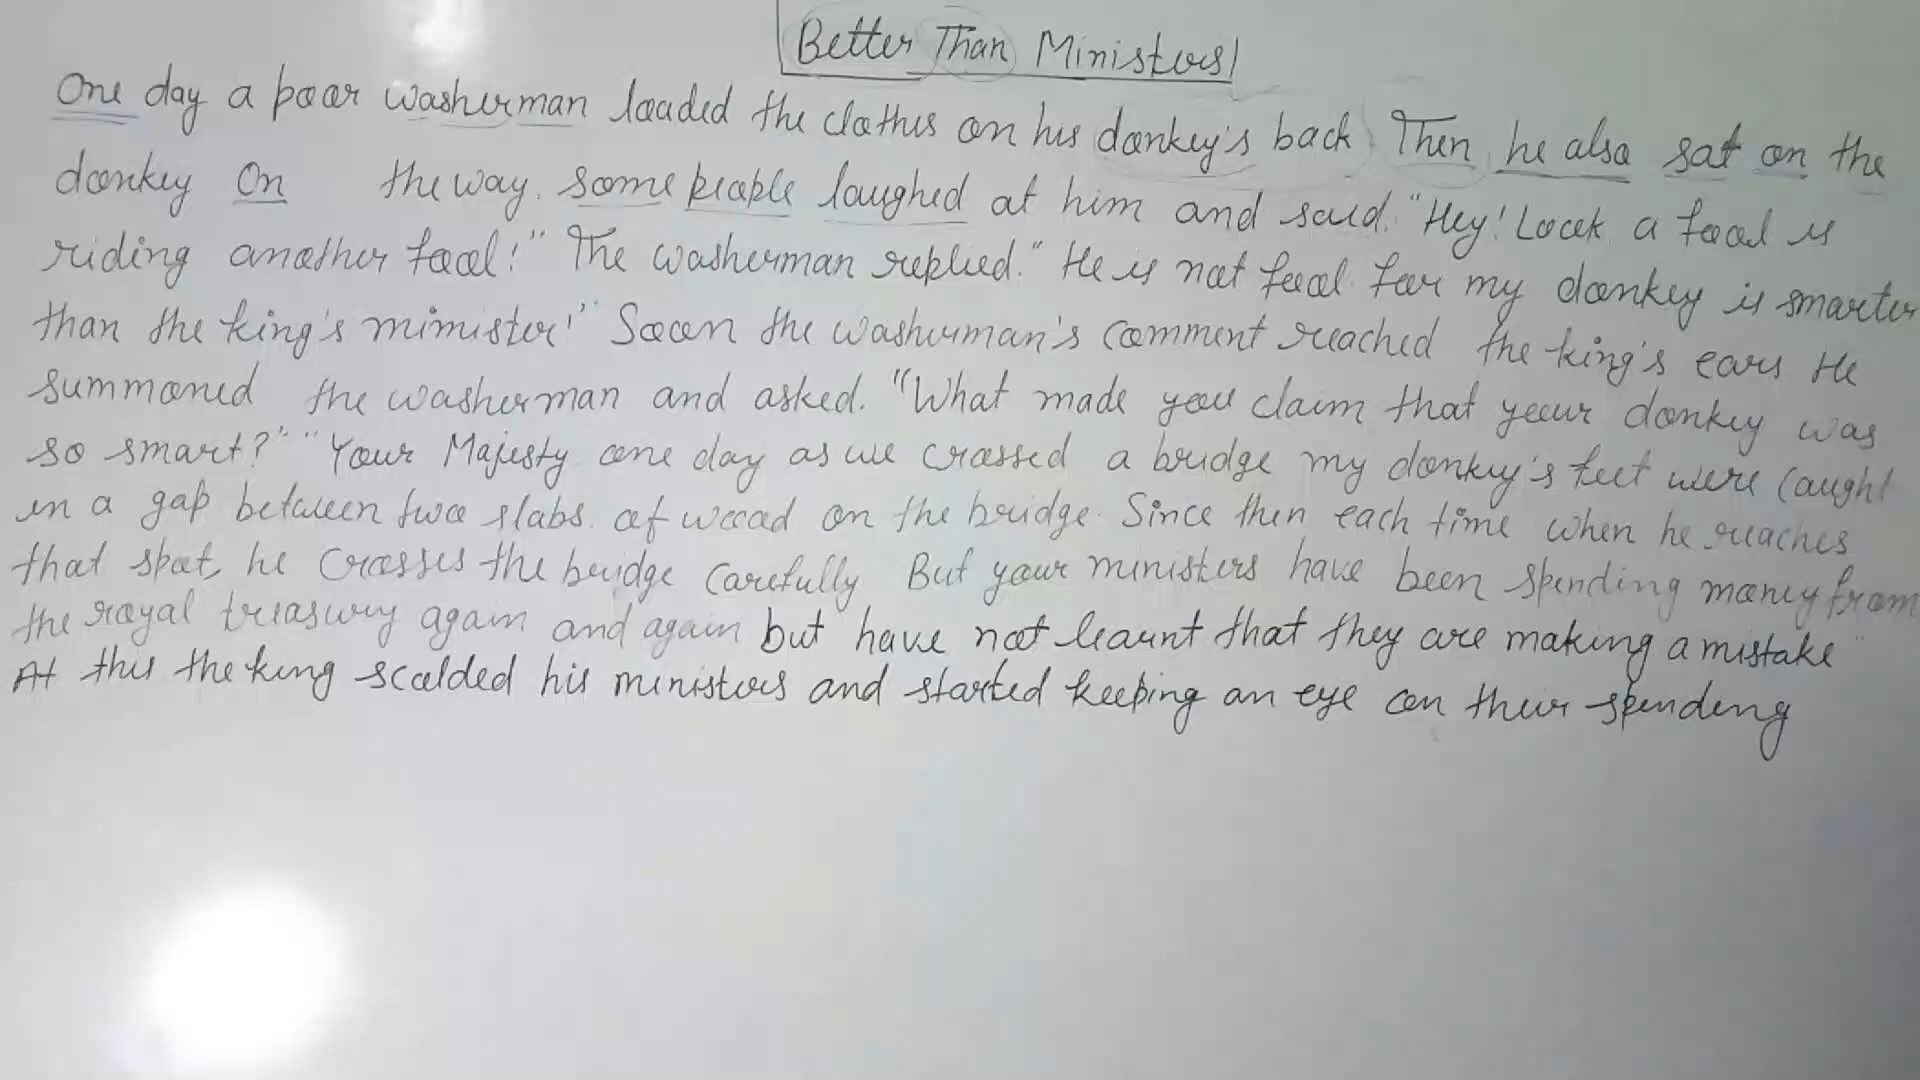 Better Than Ministers
One day a poor washerman loaded the clothes on his donkey's back Then he also sat on the
donkey On the way. some people laughed at him and said. "Hey! Look a fool is
riding another fool!" The washerman replied." He is not fool for my donkey is smarter
than the king's mimister!" Soon the washerman's comment reached the king's ears He
summoned the washerman and asked. "What made you claim that your donkey was
so smart?" "Your Majesty one day as we crossed a bridge my donkey's feet were caught
in a gap between two slabs. of wood on the bridge. Since then each time when he reaches
that spot, he crosses the bridge carefully But your ministers have been spending money from
the royal treasury again and again but have not learnt that they are making a mistake"
At this the king scolded his ministers and started keeping an eye on their spending